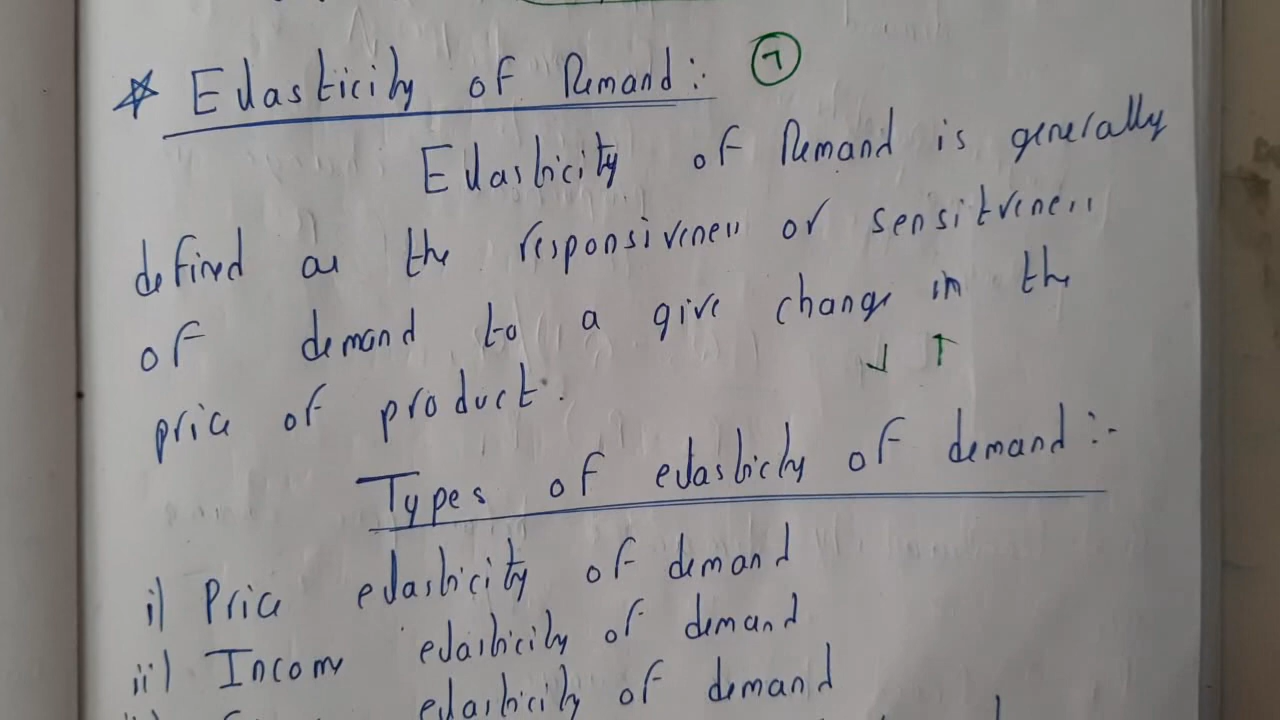 * Elasticity of Demand:- 7
Elasticity of Demand is generally
defined as the responsiveness or sensitiveness
of demand to a give change in the
↓ ↑
price of product.
Types of elasticity of demand:-
i) Price elasticity of demand
ii) Income elasticity of demand
elasticity of demand